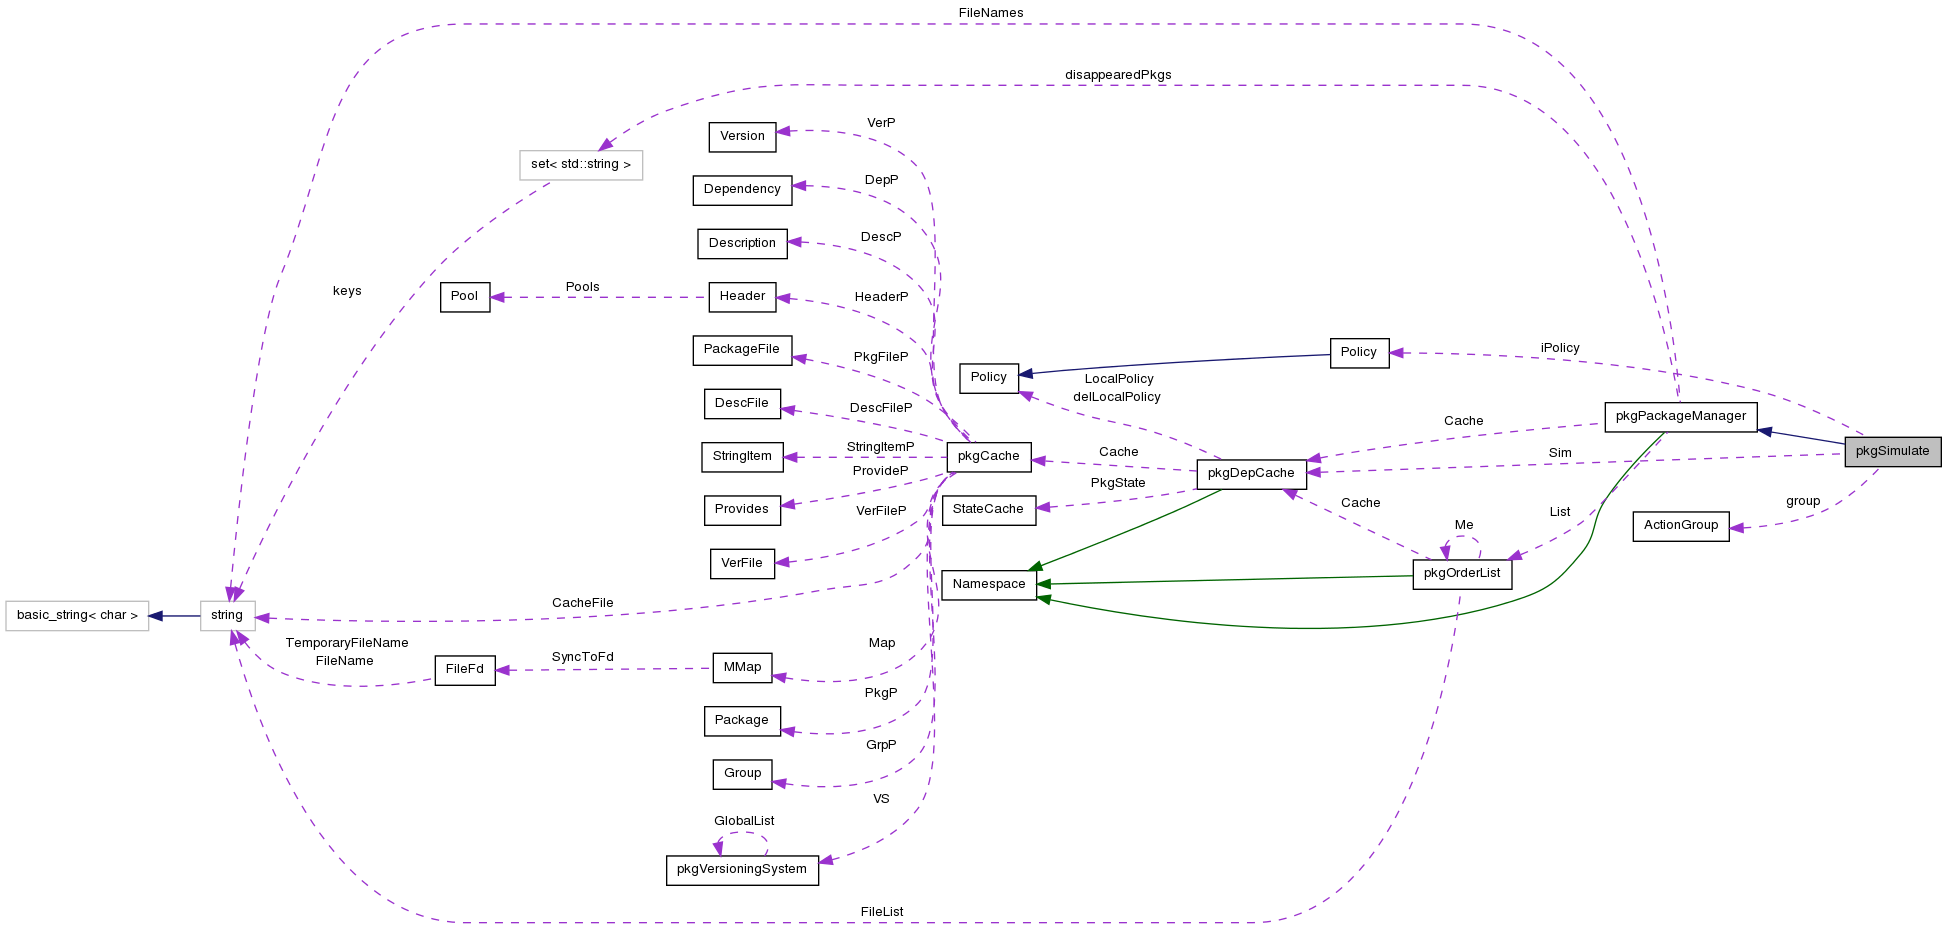 FileNames
disappearedPkgs
VerP
Version
set< std::string >
DepP
Dependency
DescP
Description
keys
Pools
HeaderP
Pool
Header
iPolicy
PkgFileP
PackageFile
Policy
Policy
LocalPolicy
delLocalPolicy
DescFileP
DescFile
pkgPackageManager
Cache
StringItemP
StringItem
pkgCache
Cache
Sim
pkgSimulate
ProvideP
pkgDepCache
PkgState
group
Cache
List
VerFileP
Provides
StateCache
Me
ActionGroup
VerFile
pkgOrderList
Namespace
CacheFile
basic_string< char >
string
TemporaryFileName
FileName
Map
SyncToFd
FileFd
MMap
PkgP
Package
GrpP
Group
VS
GlobalList
pkgVersioningSystem
FileList